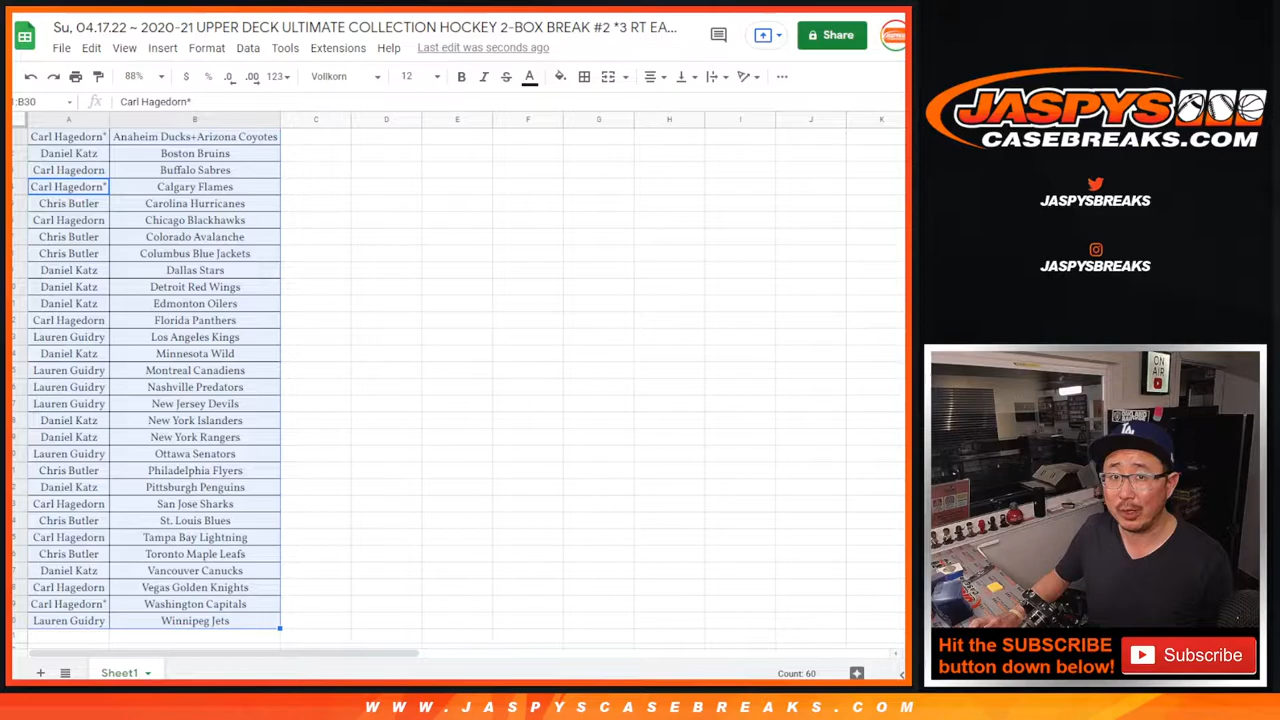 Su, 04.17.22 ~ 2020-21 UPPER DECK ULTIMATE COLLECTION HOCKEY 2-BOX BREAK #2 *3 RT EA...
File Edit View Insert Format Data Tools Extensions Help Last edit was seconds ago
Share
88% $ % .0 .00 123 Vollkorn 12 B I S A
:B30 fx Carl Hagedorn*
A B C D E F G H I J K
Carl Hagedorn* Anaheim Ducks+Arizona Coyotes
Daniel Katz Boston Bruins
Carl Hagedorn Buffalo Sabres
Carl Hagedorn* Calgary Flames
Chris Butler Carolina Hurricanes
Carl Hagedorn Chicago Blackhawks
Chris Butler Colorado Avalanche
Chris Butler Columbus Blue Jackets
Daniel Katz Dallas Stars
Daniel Katz Detroit Red Wings
Daniel Katz Edmonton Oilers
Carl Hagedorn Florida Panthers
Lauren Guidry Los Angeles Kings
Daniel Katz Minnesota Wild
Lauren Guidry Montreal Canadiens
Lauren Guidry Nashville Predators
Lauren Guidry New Jersey Devils
Daniel Katz New York Islanders
Daniel Katz New York Rangers
Lauren Guidry Ottawa Senators
Chris Butler Philadelphia Flyers
Daniel Katz Pittsburgh Penguins
Carl Hagedorn San Jose Sharks
Chris Butler St. Louis Blues
Carl Hagedorn Tampa Bay Lightning
Chris Butler Toronto Maple Leafs
Daniel Katz Vancouver Canucks
Carl Hagedorn Vegas Golden Knights
Carl Hagedorn* Washington Capitals
Lauren Guidry Winnipeg Jets
Sheet1
Count: 60
JASPYS
CASEBREAKS.COM
JASPYSBREAKS
JASPYSBREAKS
ON
AIR
LA
Hit the SUBSCRIBE
button down below!
Subscribe
WWW.JASPYSCASEBREAKS.COM